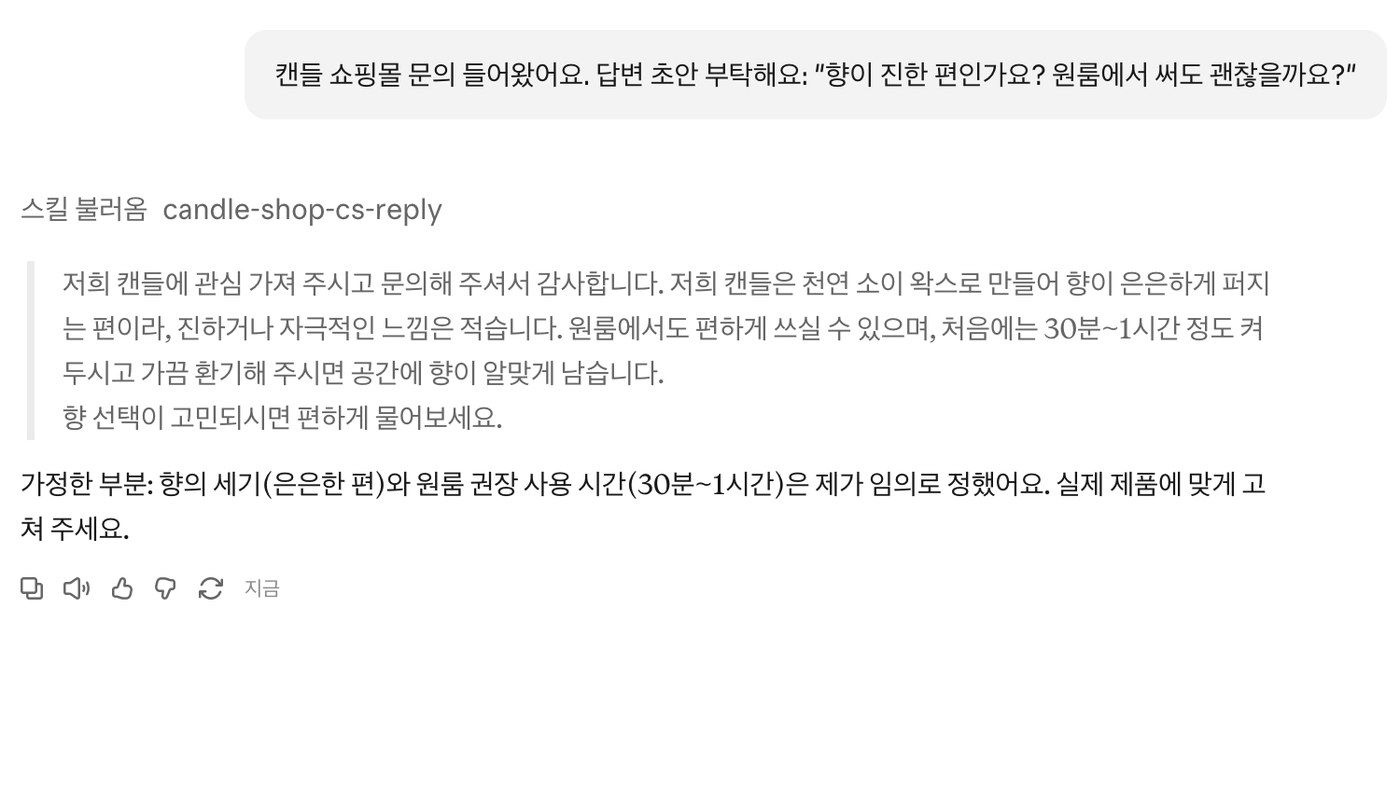 캔들 쇼핑몰 문의 들어왔어요. 답변 초안 부탁해요: "향이 진한 편인가요? 원룸에서 써도 괜찮을까요?"
스킬 불러옴 candle-shop-cs-reply
저희 캔들에 관심 가져 주시고 문의해 주셔서 감사합니다. 저희 캔들은 천연 소이 왁스로 만들어 향이 은은하게 퍼지
는 편이라, 진하거나 자극적인 느낌은 적습니다. 원룸에서도 편하게 쓰실 수 있으며, 처음에는 30분~1시간 정도 켜
두시고 가끔 환기해 주시면 공간에 향이 알맞게 남습니다.
향 선택이 고민되시면 편하게 물어보세요.
가정한 부분: 향의 세기(은은한 편)와 원룸 권장 사용 시간(30분~1시간)은 제가 임의로 정했어요. 실제 제품에 맞게 고
쳐 주세요.
지금